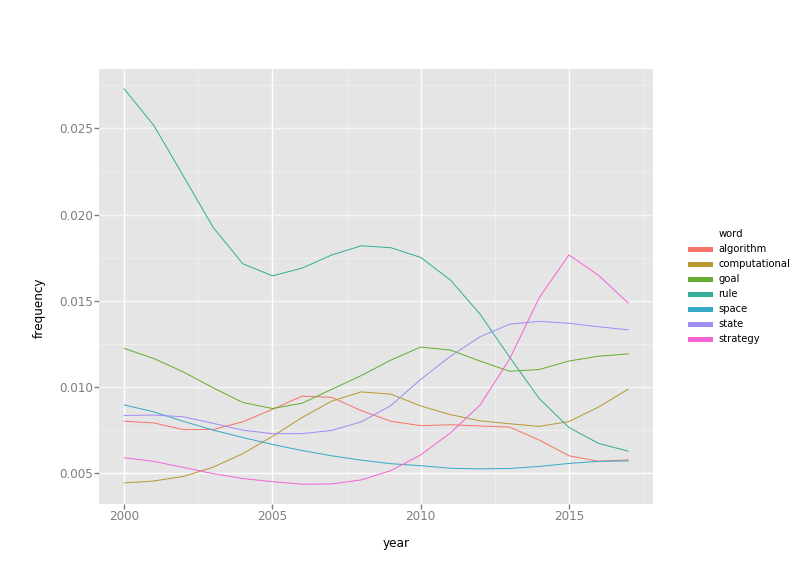 0.025
0.020
0.015
0.010
0.005
frequency
2000
2005
2010
2015
year
word
algorithm
computational
goal
rule
space
state
strategy